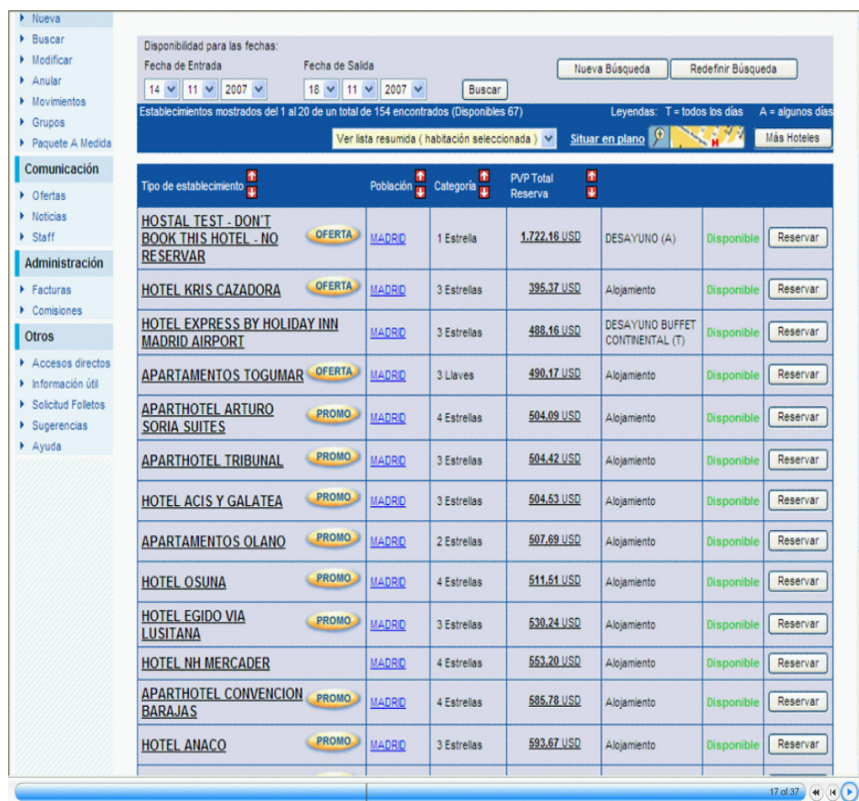 Nueva
Buscar
Modificar
Anular
Movimientos
Grupos
Paquete A Medida
Comunicación
Ofertas
Noticias
Staff
Administración
Facturas
Comisiones
Otros
Accesos directos
Información útil
Solicitud Folletos
Sugerencias
Ayuda
Disponibilidad para las fechas:
Fecha de Entrada Fecha de Salida
Nueva Búsqueda Redefinir Búsqueda
14 11 2007 18 11 2007 Buscar
Establecimientos mostrados del 1 al 20 de un total de 154 encontrados (Disponibles 67) Leyendas: T = todos los días A = algunos días
Ver lista resumida ( habitación seleccionada ) Situar en plano H Más Hoteles
Tipo de establecimiento Población Categoría PVP Total
Reserva
HOSTAL TEST - DON'T
BOOK THIS HOTEL - NO
RESERVAR
OFERTA MADRID 1 Estrella 1.722,16 USD DESAYUNO (A) Disponible Reservar
HOTEL KRIS CAZADORA OFERTA MADRID 3 Estrellas 395,37 USD Alojamiento Disponible Reservar
HOTEL EXPRESS BY HOLIDAY INN
MADRID AIRPORT
MADRID 3 Estrellas 488,16 USD DESAYUNO BUFFET
CONTINENTAL (T)
Disponible Reservar
APARTAMENTOS TOGUMAR OFERTA MADRID 3 Llaves 490,17 USD Alojamiento Disponible Reservar
APARTHOTEL ARTURO
SORIA SUITES
PROMO MADRID 4 Estrellas 504,09 USD Alojamiento Disponible Reservar
APARTHOTEL TRIBUNAL PROMO MADRID 3 Estrellas 504,42 USD Alojamiento Disponible Reservar
HOTEL ACIS Y GALATEA PROMO MADRID 3 Estrellas 504,53 USD Alojamiento Disponible Reservar
APARTAMENTOS OLANO PROMO MADRID 2 Estrellas 507,69 USD Alojamiento Disponible Reservar
HOTEL OSUNA PROMO MADRID 4 Estrellas 511,51 USD Alojamiento Disponible Reservar
HOTEL EGIDO VIA
LUSITANA
PROMO MADRID 3 Estrellas 530,24 USD Alojamiento Disponible Reservar
HOTEL NH MERCADER MADRID 4 Estrellas 553,20 USD Alojamiento Disponible Reservar
APARTHOTEL CONVENCION
BARAJAS
PROMO MADRID 4 Estrellas 585,78 USD Alojamiento Disponible Reservar
HOTEL ANACO PROMO MADRID 3 Estrellas 593,67 USD Alojamiento Disponible Reservar
17 of 37